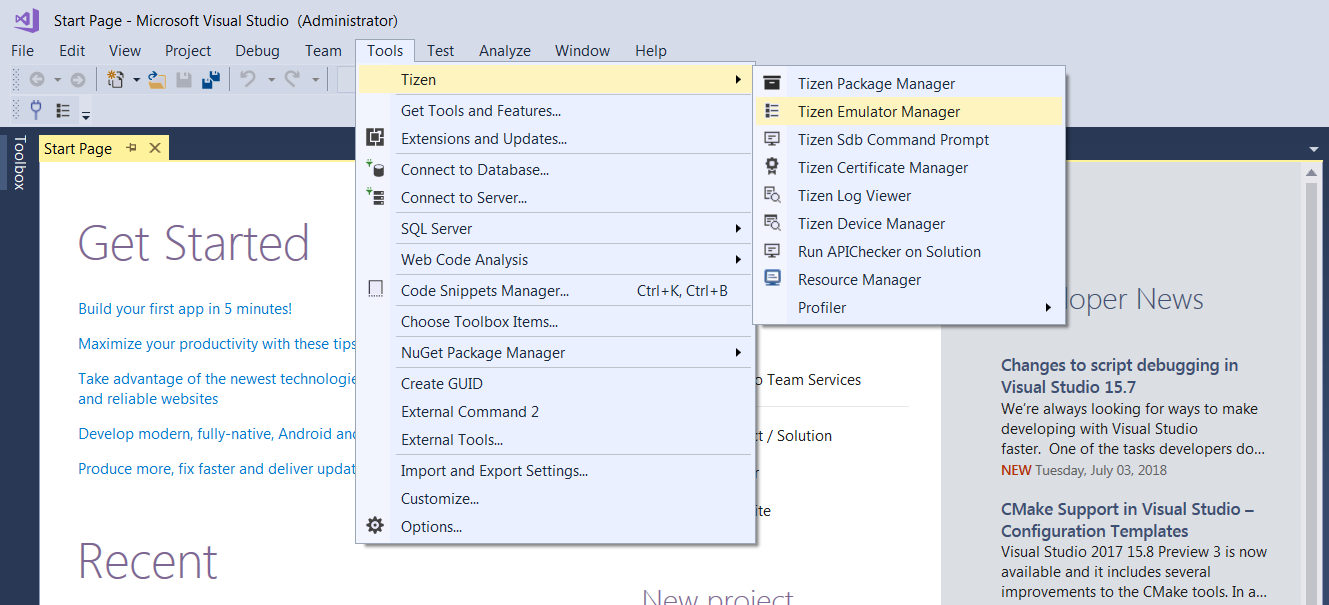 Start Page - Microsoft Visual Studio (Administrator)
File Edit View Project Debug Team Tools Test Analyze Window Help
Toolbox
Start Page
Get Started
Build your first app in 5 minutes!
Maximize your productivity with these tips
Take advantage of the newest technologie
and reliable websites
Develop modern, fully-native, Android and
Produce more, fix faster and deliver updat
Recent
Tizen
Get Tools and Features...
Extensions and Updates...
Connect to Database...
Connect to Server...
SQL Server
Web Code Analysis
Code Snippets Manager... Ctrl+K, Ctrl+B
Choose Toolbox Items...
NuGet Package Manager
Create GUID
External Command 2
External Tools...
Import and Export Settings...
Customize...
Options...
Tizen Package Manager
Tizen Emulator Manager
Tizen Sdb Command Prompt
Tizen Certificate Manager
Tizen Log Viewer
Tizen Device Manager
Run APIChecker on Solution
Resource Manager
Profiler
o Team Services
ct / Solution
r
ite
New project
loper News
Changes to script debugging in
Visual Studio 15.7
We're always looking for ways to make
developing with Visual Studio
faster. One of the tasks developers do...
NEW Tuesday, July 03, 2018
CMake Support in Visual Studio –
Configuration Templates
Visual Studio 2017 15.8 Preview 3 is now
available and it includes several
improvements to the CMake tools. In a...